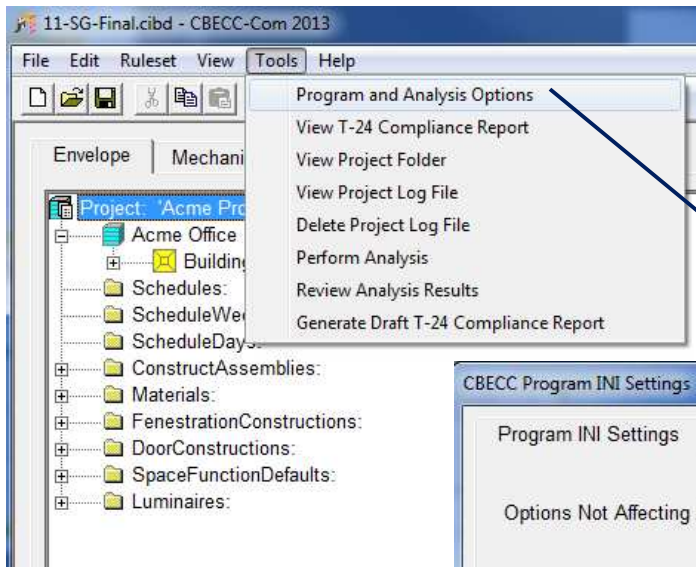 11-SG-Final.cibd - CBECC-Com 2013
File Edit Ruleset View Tools Help
Program and Analysis Options
View T-24 Compliance Report
View Project Folder
View Project Log File
Delete Project Log File
Perform Analysis
Review Analysis Results
Generate Draft T-24 Compliance Report
Envelope Mechani
Project: 'Acme Pro
Acme Office
Building
Schedules:
ScheduleWee
ScheduleDays:
ConstructAssemblies:
Materials:
FenestrationConstructions:
DoorConstructions:
SpaceFunctionDefaults:
Luminaires:
CBECC Program INI Settings
Program INI Settings
Options Not Affecting